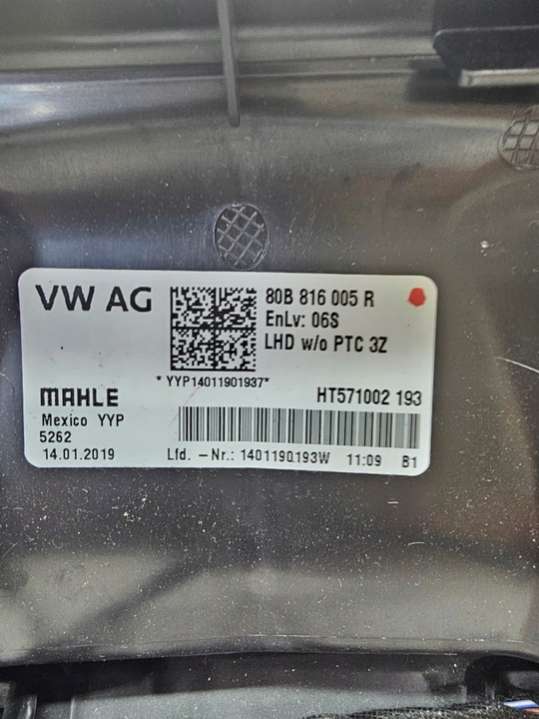 VW AG
80B 816 005 R
EnLv: 06S
LHD w/o PTC 3Z
* YYP14011901937*
MAHLE
HT571002 193
Mexico YYP
5262
14.01.2019
Lfd. -Nr.: 1401190193W 11:09 B1